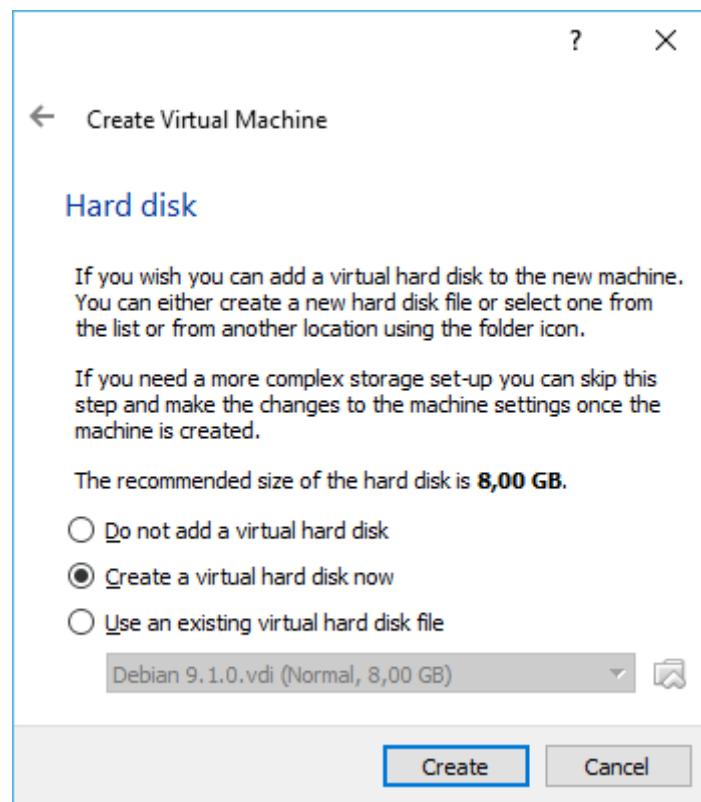 ?
Create Virtual Machine
Hard disk
If you wish you can add a virtual hard disk to the new machine.
You can either create a new hard disk file or select one from
the list or from another location using the folder icon.
If you need a more complex storage set-up you can skip this
step and make the changes to the machine settings once the
machine is created.
The recommended size of the hard disk is 8,00 GB.
Do not add a virtual hard disk
Create a virtual hard disk now
Use an existing virtual hard disk file
Debian 9.1.0.vdi (Normal, 8,00 GB)
Create Cancel